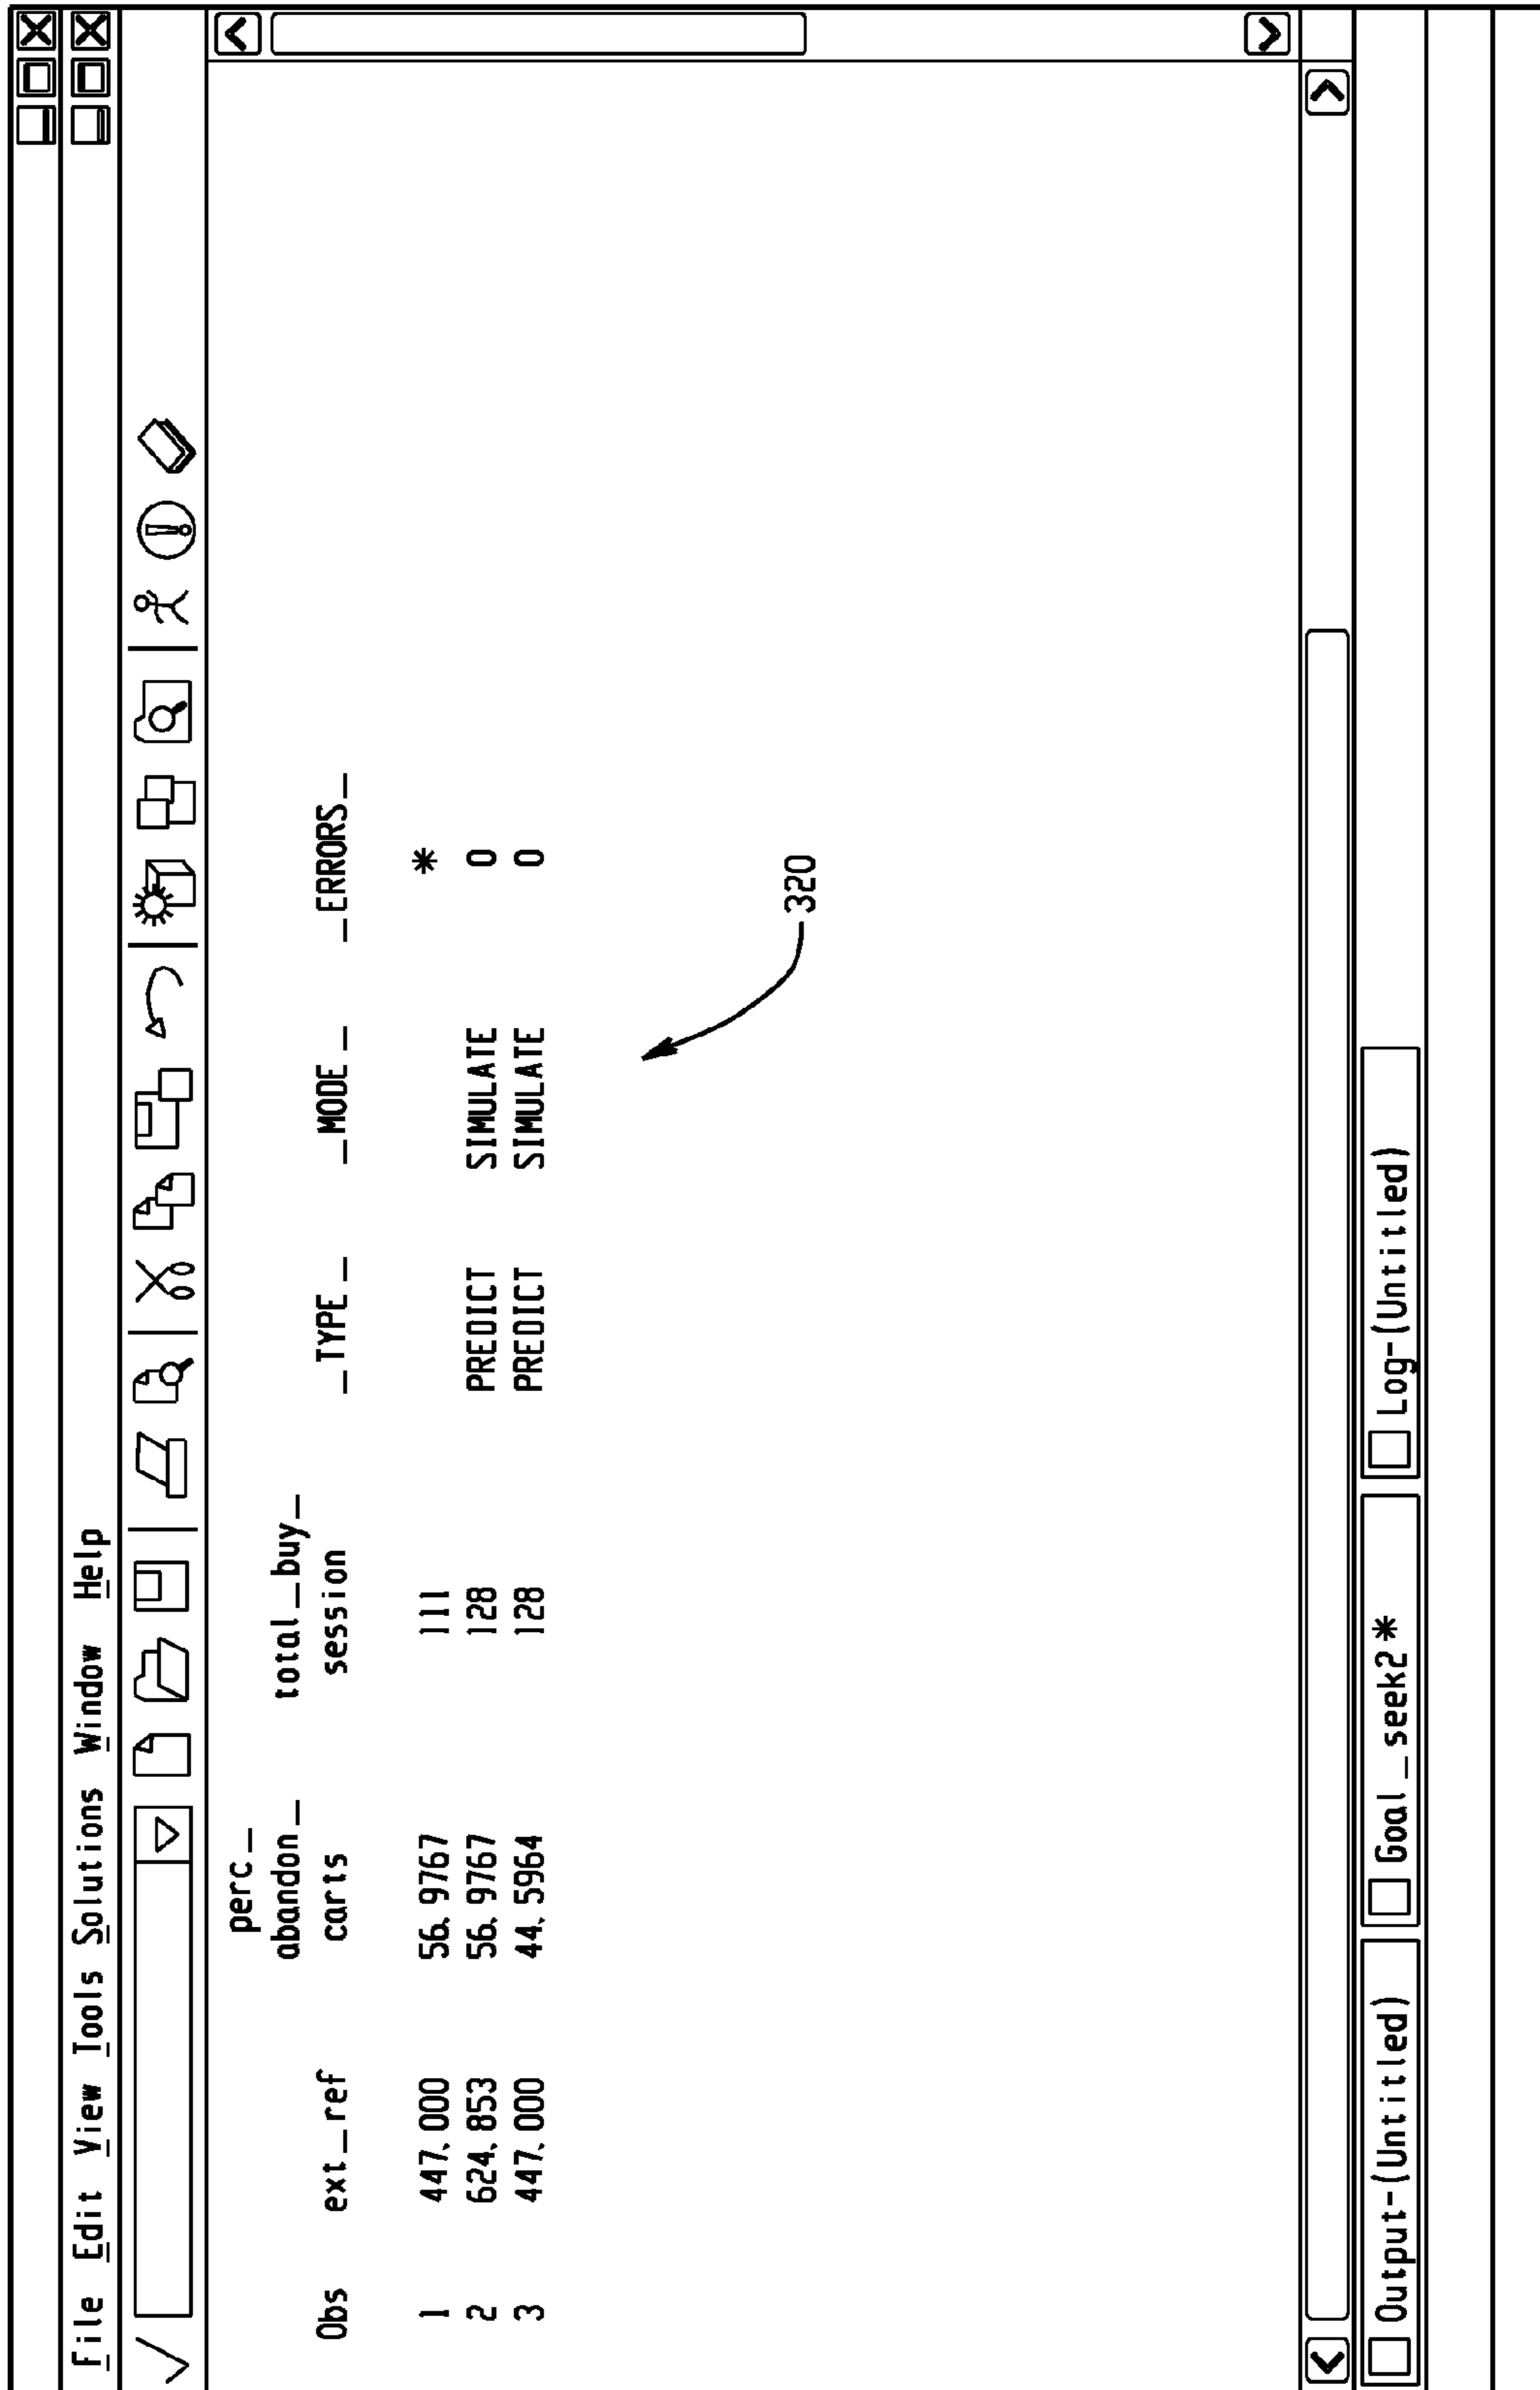 File Edit View Tools Solutions Window Help
perc_
abandon_ total_buy_
Obs ext_ref carts session _TYPE_ _MODE_ _ERRORS_
1 447.000 56.9767 111 *
2 624.853 56.9767 128 PREDICT SIMULATE 0
3 447.000 44.5964 128 PREDICT SIMULATE 0
320
Output-(Untitled) Goal_seek2* Log-(Untitled)